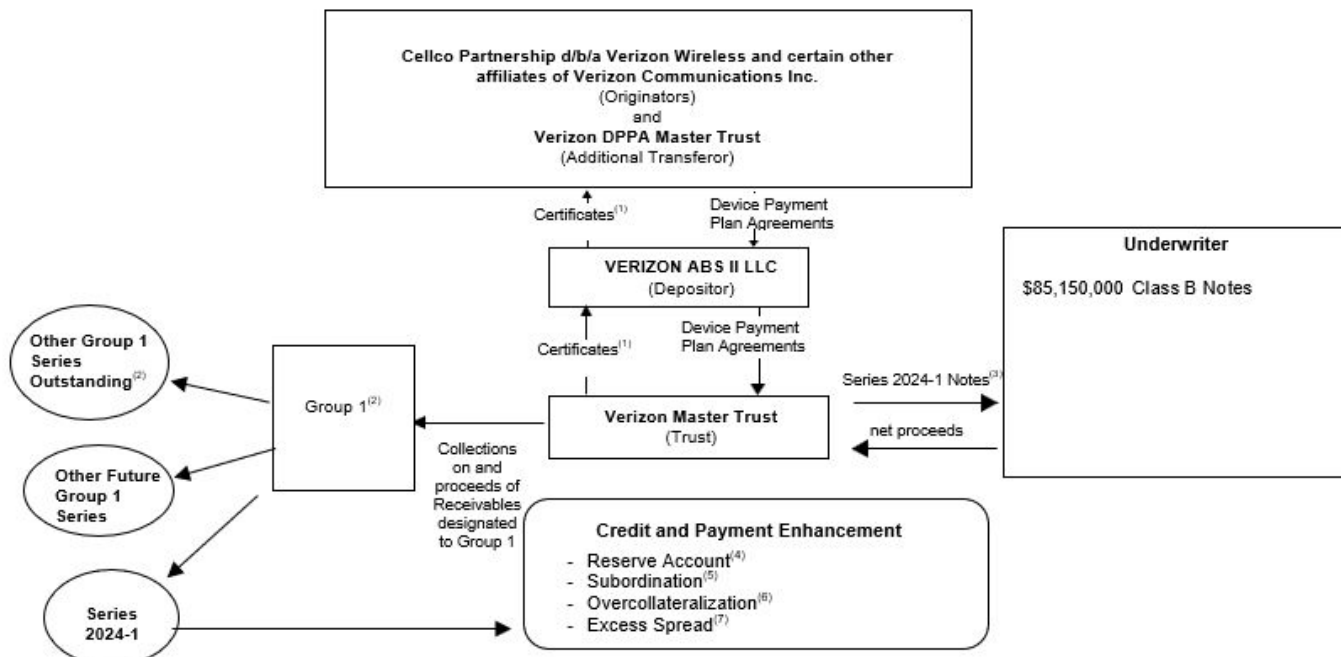 Cellco Partnership d/b/a Verizon Wireless and certain other
affiliates of Verizon Communications Inc.
(Originators)
and
Verizon DPPA Master Trust
(Additional Transferor)
Certificates(1)
Device Payment
Plan Agreements
VERIZON ABS II LLC
(Depositor)
Certificates(1)
Device Payment
Plan Agreements
Underwriter
$85,150,000 Class B Notes
Other Group 1
Series
Outstanding(2)
Group 1(2)
Verizon Master Trust
(Trust)
Series 2024-1 Notes(3)
net proceeds
Collections
on and
proceeds of
Receivables
designated
to Group 1
Other Future
Group 1
Series
Series
2024-1
Credit and Payment Enhancement
- Reserve Account(4)
- Subordination(5)
- Overcollateralization(6)
- Excess Spread(7)